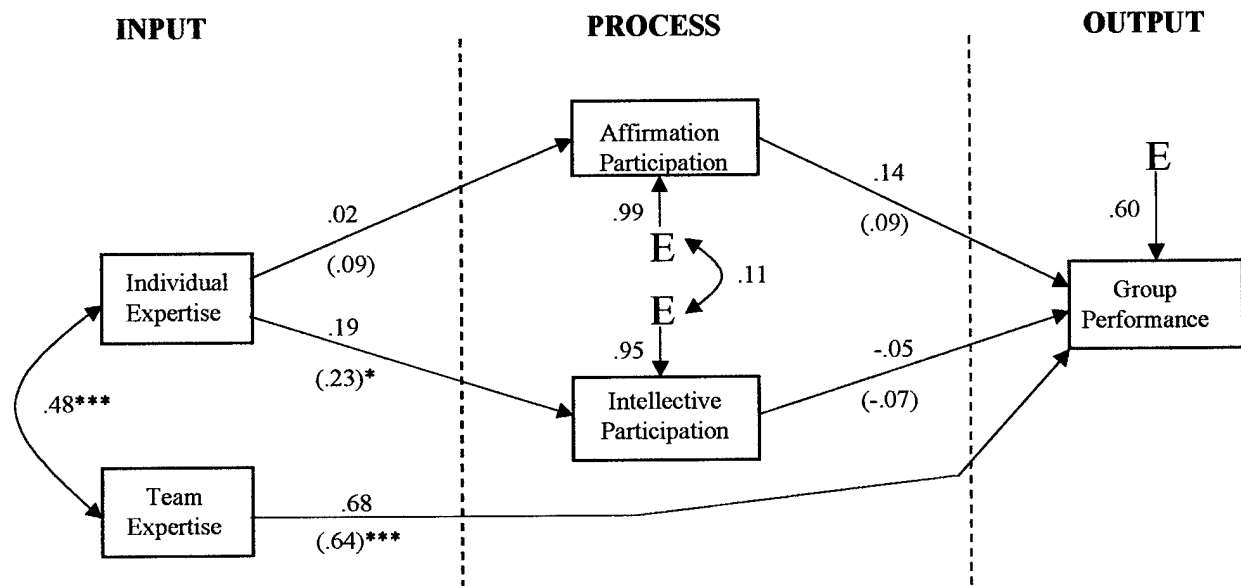 INPUT
PROCESS
OUTPUT
Affirmation
Participation
E
.14
(.09)
.60
.99
.02
(.09)
E
.11
Individual
Expertise
Group
Performance
E
.19
(.23)*
.95
-.05
(-.07)
.48***
Intellective
Participation
Team
Expertise
.68
(.64)***